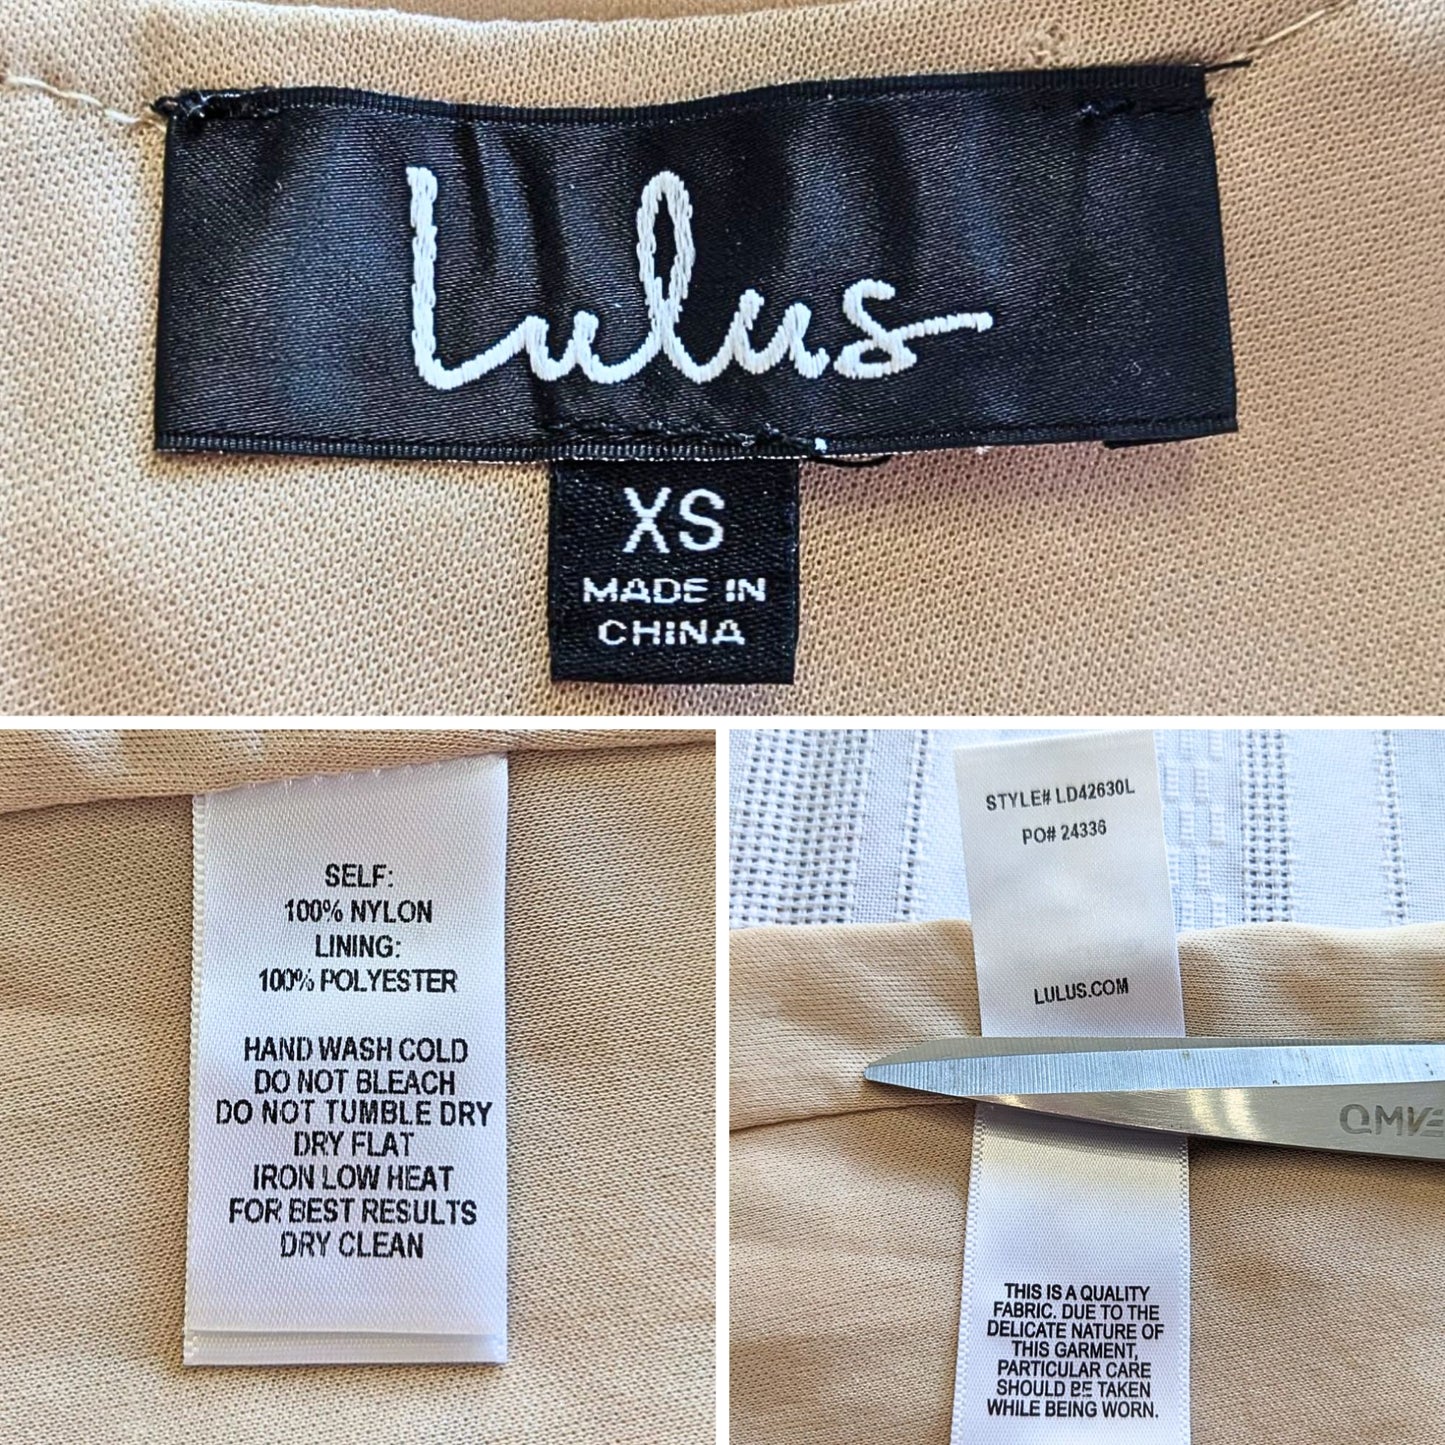 Lulus
XS
MADE IN
CHINA
SELF:
100% NYLON
LINING:
100% POLYESTER
HAND WASH COLD
DO NOT BLEACH
DO NOT TUMBLE DRY
DRY FLAT
IRON LOW HEAT
FOR BEST RESULTS
DRY CLEAN
STYLE# LD42630L
PO# 24336
LULUS.COM
THIS IS A QUALITY
FABRIC. DUE TO THE
DELICATE NATURE OF
THIS GARMENT,
PARTICULAR CARE
SHOULD BE TAKEN
WHILE BEING WORN.